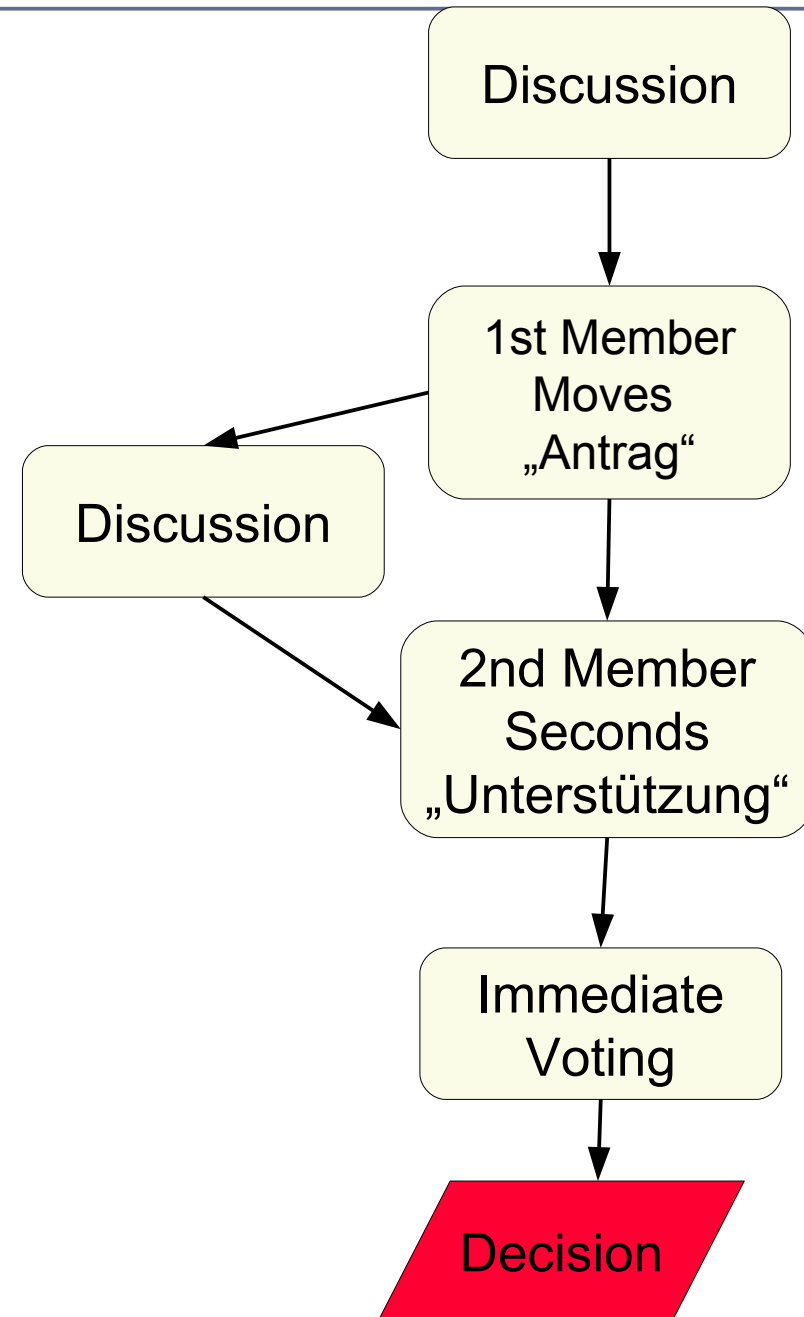 Discussion
1st Member
Moves
„Antrag“
Discussion
2nd Member
Seconds
„Unterstützung“
Immediate
Voting
Decision